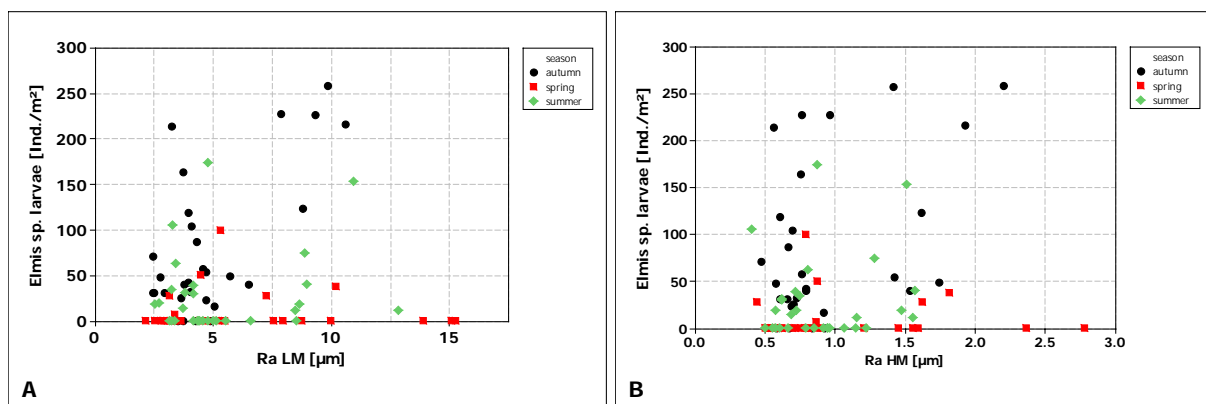 300
250
200
150
100
50
0
Elmis sp. larvae [Ind./m²]
0
5
10
15
Ra LM [µm]
season
autumn
spring
summer
A
300
250
200
150
100
50
0
Elmis sp. larvae [Ind./m²]
0.0
0.5
1.0
1.5
2.0
2.5
3.0
Ra HM [µm]
season
autumn
spring
summer
B